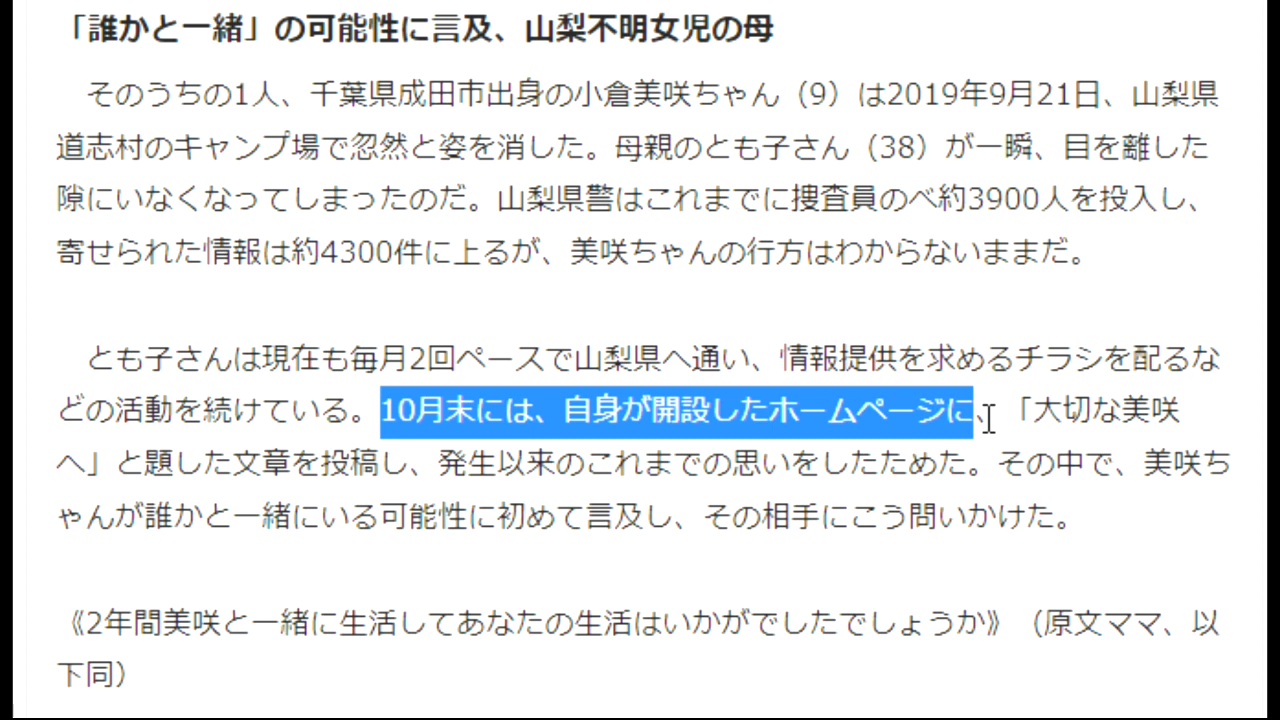 「誰かと一緒」の可能性に言及、山梨不明女児の母
そのうちの1人、千葉県成田市出身の小倉美咲ちゃん（9）は2019年9月21日、山梨県
道志村のキャンプ場で忽然と姿を消した。母親のとも子さん（38）が一瞬、目を離した
隙にいなくなってしまったのだ。山梨県警はこれまでに捜査員のべ約3900人を投入し、
寄せられた情報は約4300件に上るが、美咲ちゃんの行方はわからないままだ。
とも子さんは現在も毎月2回ペースで山梨県へ通い、情報提供を求めるチラシを配るな
どの活動を続けている。10月末には、自身が開設したホームページに、「大切な美咲
へ」と題した文章を投稿し、発生以来のこれまでの思いをしたためた。その中で、美咲ち
ゃんが誰かと一緒にいる可能性に初めて言及し、その相手にこう問いかけた。
《2年間美咲と一緒に生活してあなたの生活はいかがでしたでしょうか》（原文ママ、以
下同）